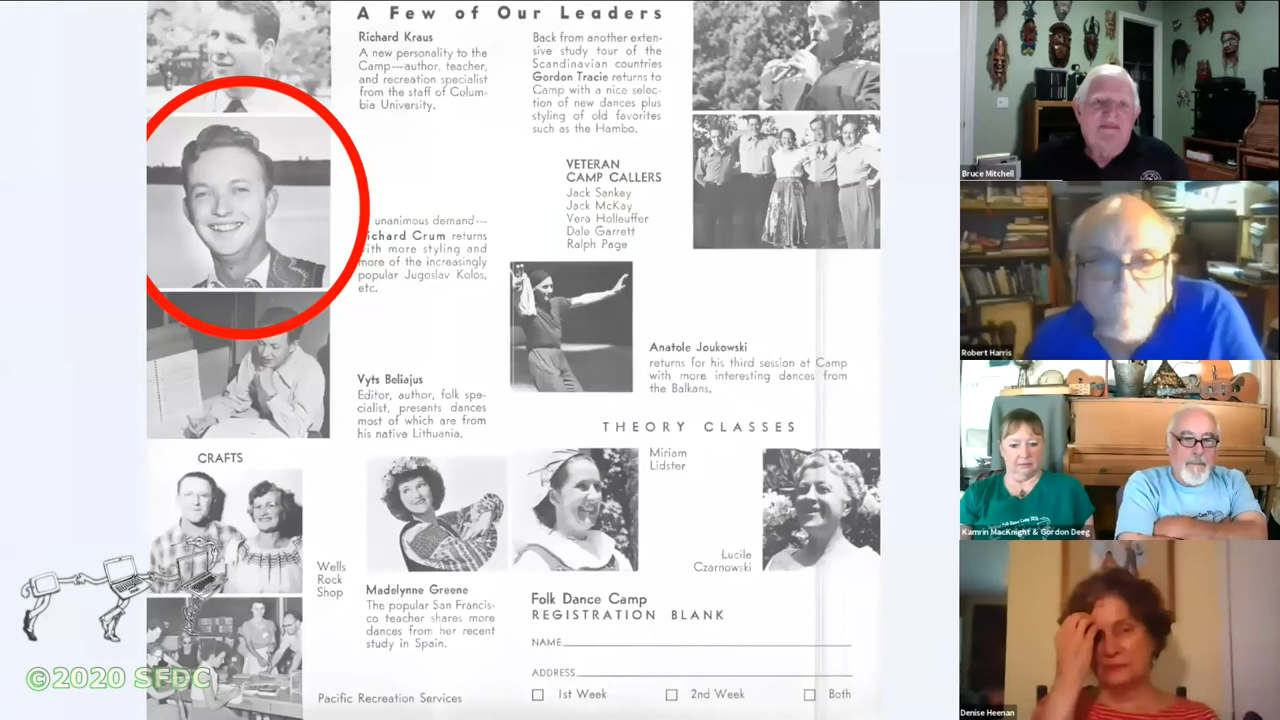 A Few of Our Leaders
Richard Kraus
A new personality to the
Camp---author, teacher,
and recreation specialist
from the staff of Colum-
bia University.
unanimous demand---
ichard Crum returns
ith more styling and
more of the increasingly
popular Jugoslav Kolos,
etc.
Vyts Beliajus
Editor, author, folk spe-
cialist, presents dances
most of which are from
his native Lithuania.
CRAFTS
Wells
Rock
Shop
Madelynne Greene
The popular San Francis-
co teacher shares more
dances from her recent
study in Spain.
Pacific Recreation Services
Back from another exten-
sive study tour of the
Scandinavian countries
Gordon Tracie returns to
Camp with a nice selec-
tion of new dances plus
styling of old favorites
such as the Hambo.
VETERAN
CAMP CALLERS
Jack Sankey
Jack McKay
Vera Holleuffer
Dale Garrett
Ralph Page
Anatole Joukowski
returns for his third session at Camp
with more interesting dances from
the Balkans.
THEORY CLASSES
Miriam
Lidster
Lucile
Czarnowski
Folk Dance Camp
REGISTRATION BLANK
NAME
ADDRESS
1st Week 2nd Week Both
©2020 SFDC
Bruce Mitchell
Robert Harris
Kamrin MacKnight & Gordon Deeg
Denise Heenan